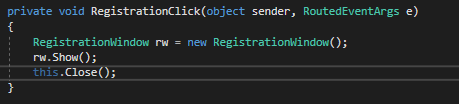 private void RegistrationClick(object sender, RoutedEventArgs e)
{
    RegistrationWindow rw = new RegistrationWindow();
    rw.Show();
    this.Close();
}